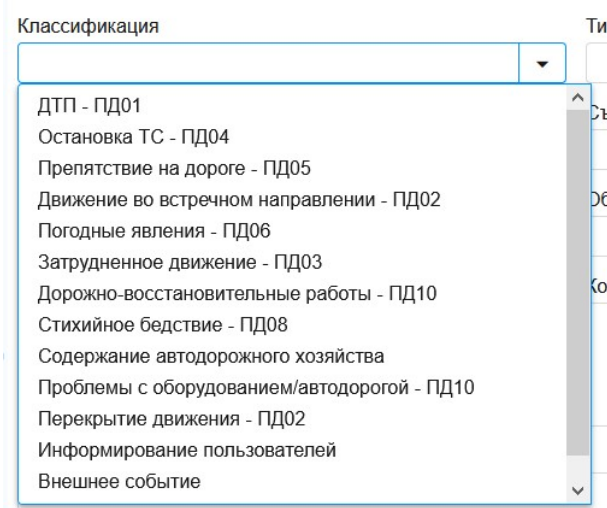 Классификация
Ти
ДТП - ПД01
Остановка ТС - ПД04
Препятствие на дороге - ПД05
Движение во встречном направлении - ПД02
Погодные явления - ПД06
Затрудненное движение - ПД03
Дорожно-восстановительные работы - ПД10
Стихийное бедствие - ПД08
Содержание автодорожного хозяйства
Проблемы с оборудованием/автодорогой - ПД10
Перекрытие движения - ПД02
Информирование пользователей
Внешнее событие